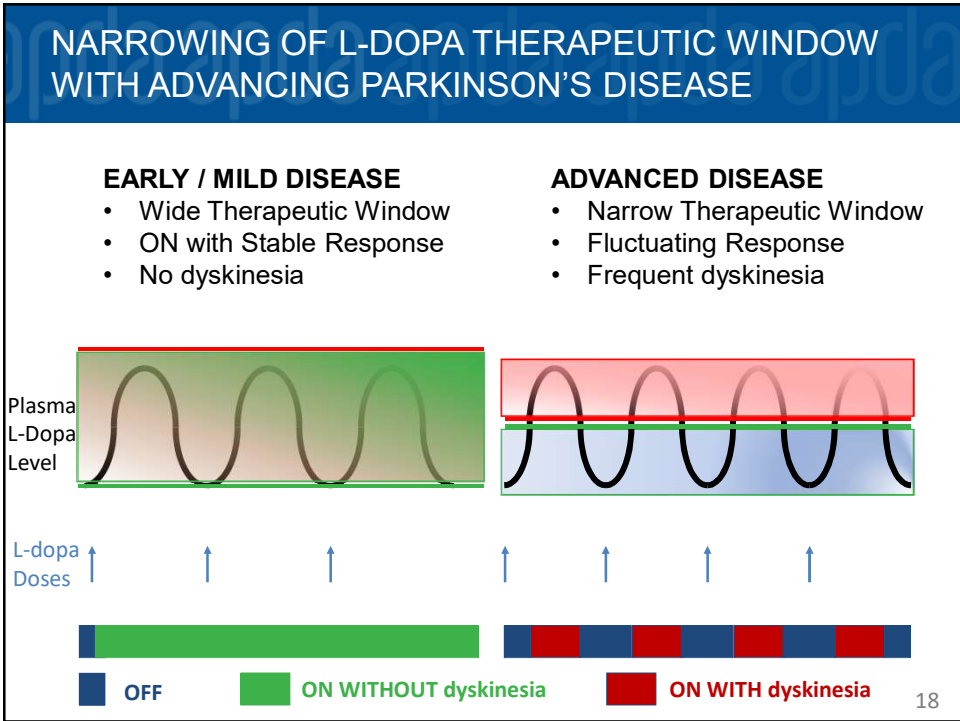 NARROWING OF L-DOPA THERAPEUTIC WINDOW
WITH ADVANCING PARKINSON’S DISEASE
EARLY / MILD DISEASE
• Wide Therapeutic Window
• ON with Stable Response
• No dyskinesia
ADVANCED DISEASE
• Narrow Therapeutic Window
• Fluctuating Response
• Frequent dyskinesia
Plasma
L-Dopa
Level
L-dopa
Doses
OFF
ON WITHOUT dyskinesia
ON WITH dyskinesia
18